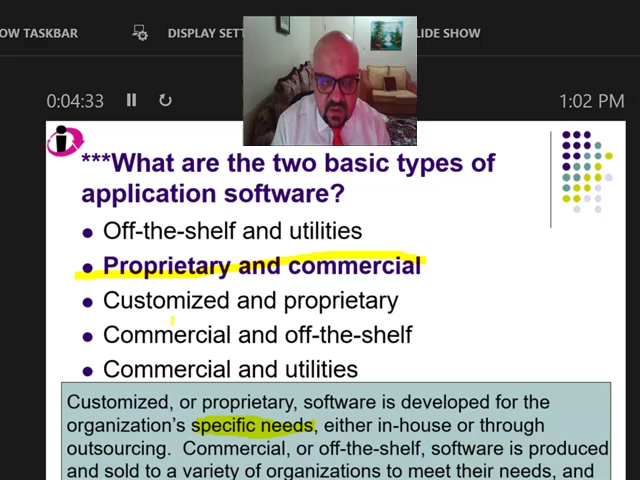 OW TASKBAR
DISPLAY SETT
LIDE SHOW
0:04:33
1:02 PM
***What are the two basic types of
application software?
Off-the-shelf and utilities
Proprietary and commercial
Customized and proprietary
Commercial and off-the-shelf
Commercial and utilities
Customized, or proprietary, software is developed for the
organization's specific needs, either in-house or through
outsourcing. Commercial, or off-the-shelf, software is produced
and sold to a variety of organizations to meet their needs, and